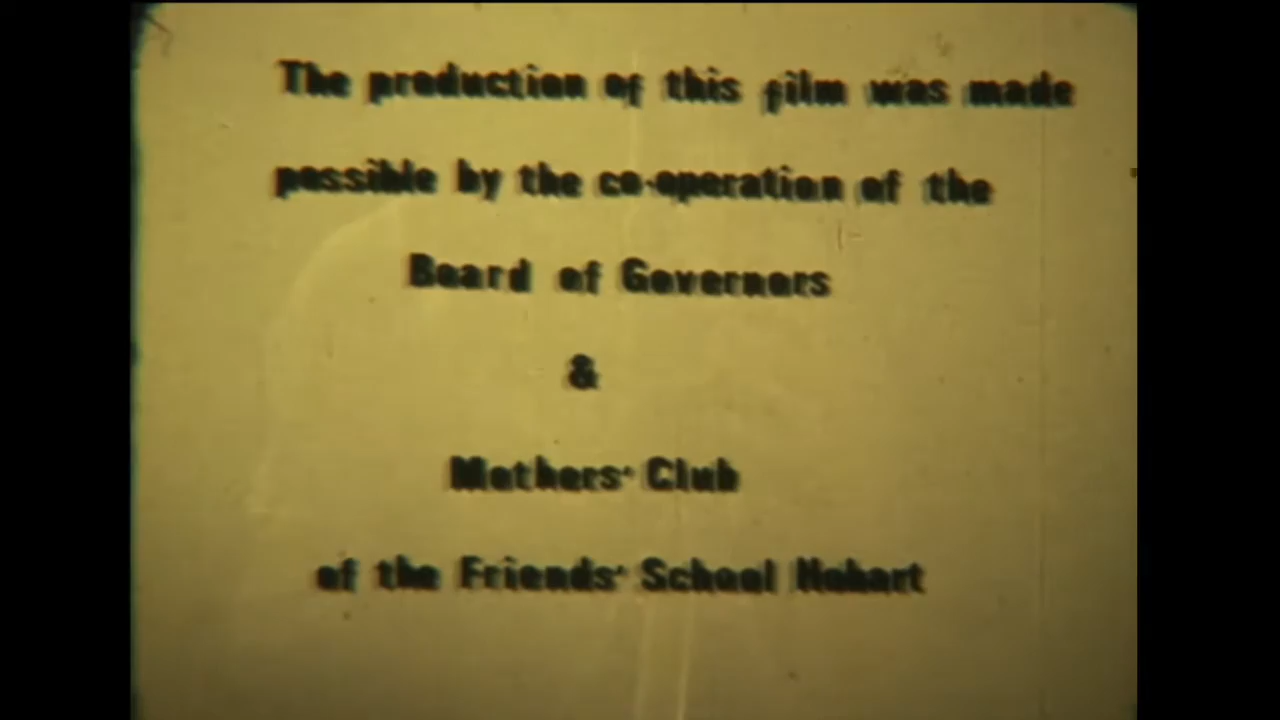 The production of this film was made
possible by the co-operation of the
Board of Governors
&
Mothers' Club
of the Friends' School Hobart